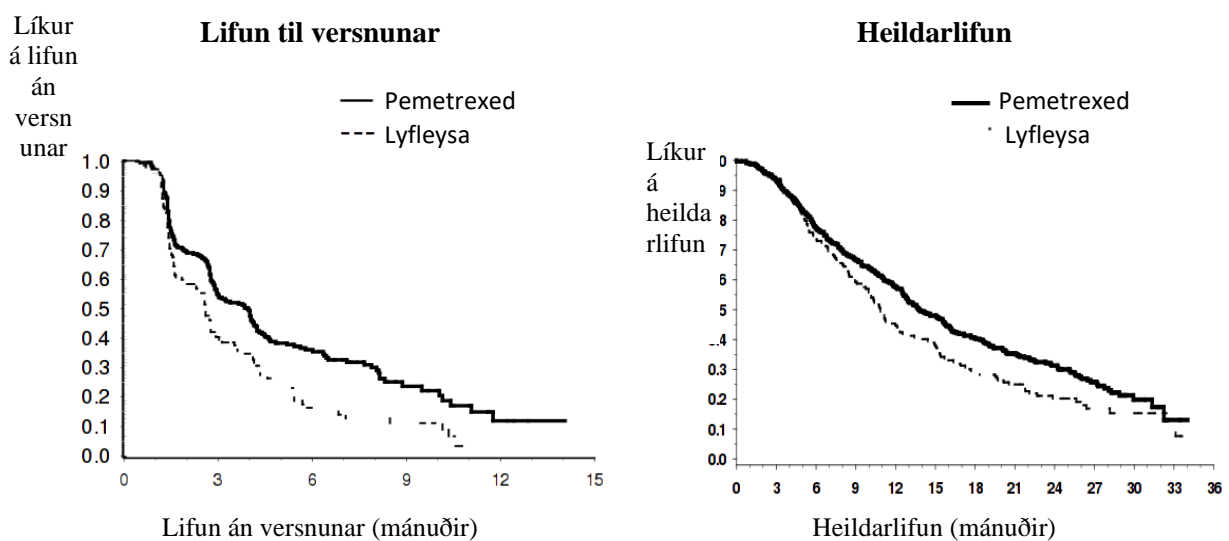 Lifun til versnunar
Líkur
á lifun
án
versn
unar
Pemetrexed
Lyfleysa
1.0
0.9
0.8
0.7
0.6
0.5
0.4
0.3
0.2
0.1
0.0
0 3 6 9 12 15
Lifun án versnunar (mánuðir)
Heildarlifun
Pemetrexed
Lyfleysa
Líkur
á
heilda
rlifun
0
9
8
7
6
5
4
0.3
0.2
0.1
0.0
0 3 6 9 12 15 18 21 24 27 30 33 36
Heildarlifun (mánuðir)